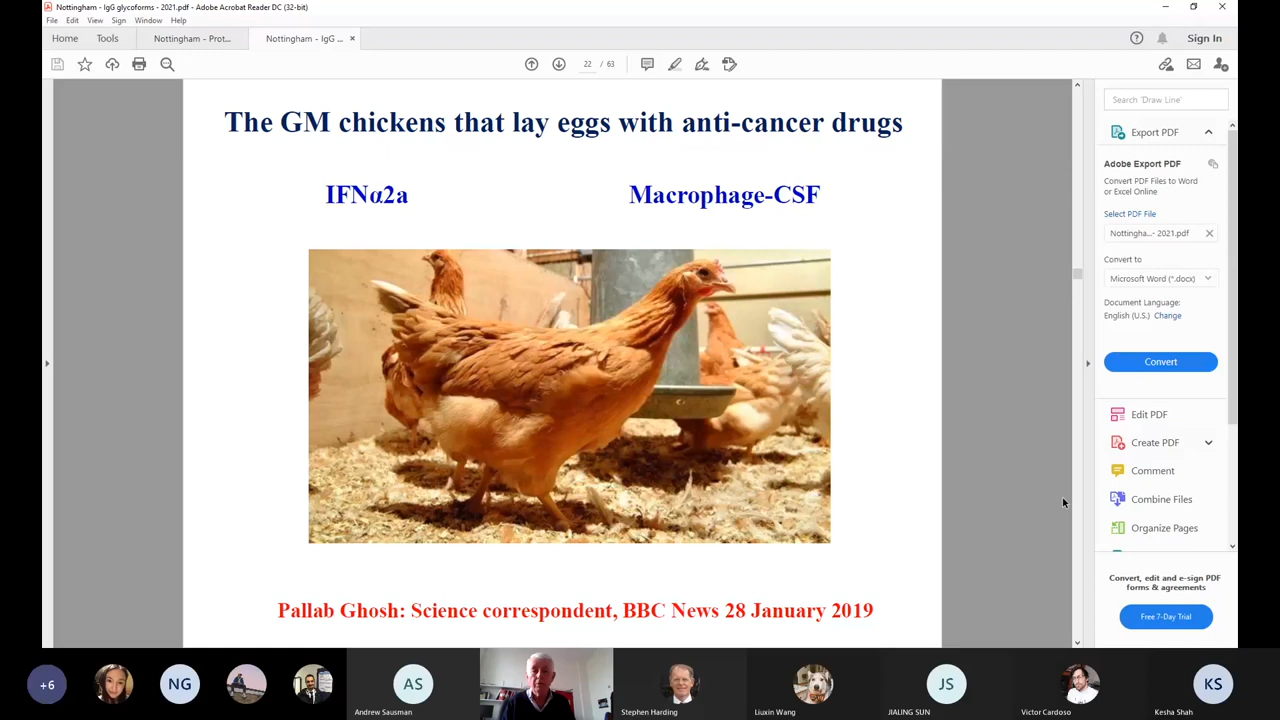 Nottingham - IgG glycoforms - 2021.pdf - Adobe Acrobat Reader DC (32-bit)
File Edit View Sign Window Help
Home Tools Nottingham - Prot... Nottingham - IgG ... ×
Sign In
22 / 63
The GM chickens that lay eggs with anti-cancer drugs
IFNα2a Macrophage-CSF
Pallab Ghosh: Science correspondent, BBC News 28 January 2019
Search 'Draw Line'
Export PDF
Adobe Export PDF
Convert PDF Files to Word
or Excel Online
Select PDF File
Nottingha...- 2021.pdf
Convert to
Microsoft Word (*.docx)
Document Language:
English (U.S.) Change
Convert
Edit PDF
Create PDF
Comment
Combine Files
Organize Pages
Convert, edit and e-sign PDF
forms & agreements
Free 7-Day Trial
+6
NG
AS
Andrew Sausman
Stephen Harding
Liuxin Wang
JS
JIALING SUN
Victor Cardoso
KS
Kesha Shah